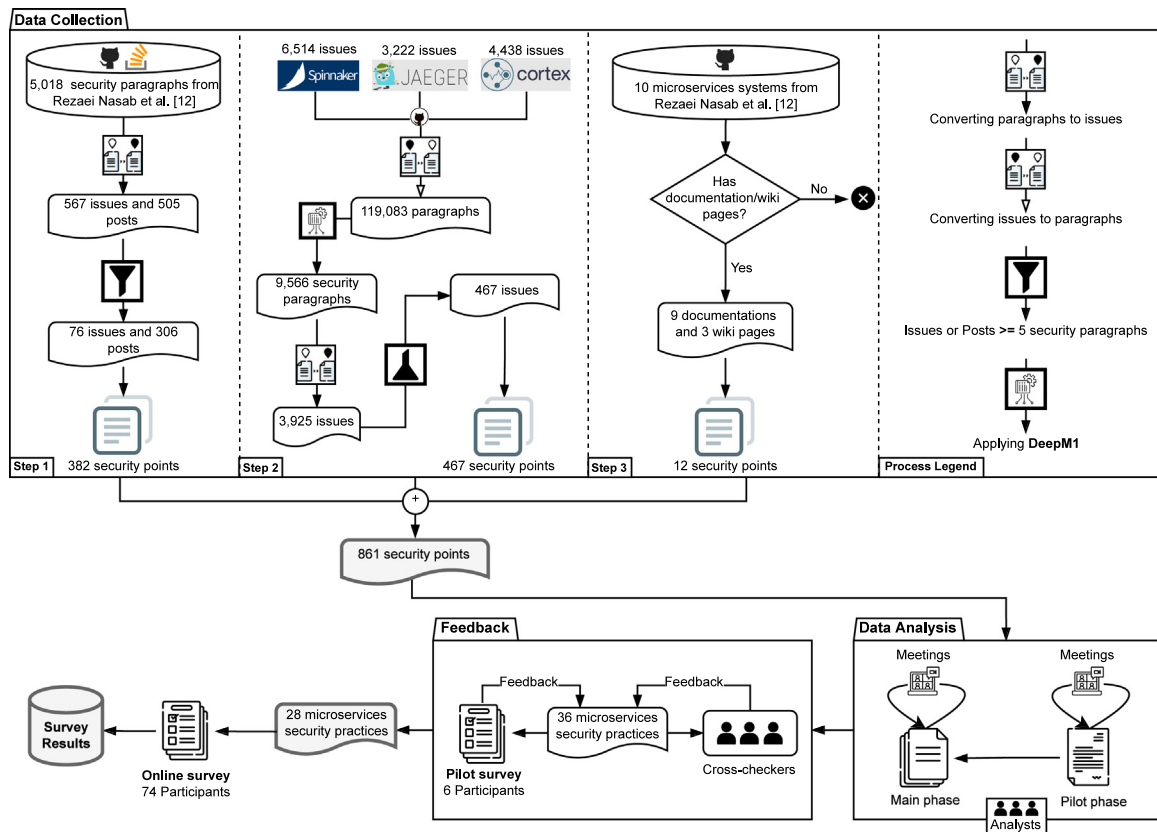 Data Collection
5,018 security paragraphs from
Rezaei Nasab et al. [12]
567 issues and 505
posts
76 issues and 306
posts
Step 1
382 security points
6,514 issues
3,222 issues
4,438 issues
Spinnaker
JAEGER
cortex
119,083 paragraphs
9,566 security
paragraphs
467 issues
3,925 issues
Step 2
467 security points
10 microservices systems from
Rezaei Nasab et al. [12]
Has
documentation/wiki
pages?
No
Yes
9 documentations
and 3 wiki pages
Step 3
12 security points
Converting paragraphs to issues
Converting issues to paragraphs
Issues or Posts >= 5 security paragraphs
Applying DeepM1
Process Legend
+
861 security points
Feedback
Feedback
Feedback
36 microservices
security practices
Cross-checkers
Pilot survey
6 Participants
Data Analysis
Meetings
Meetings
Main phase
Pilot phase
Analysts
28 microservices
security practices
Online survey
74 Participants
Survey
Results